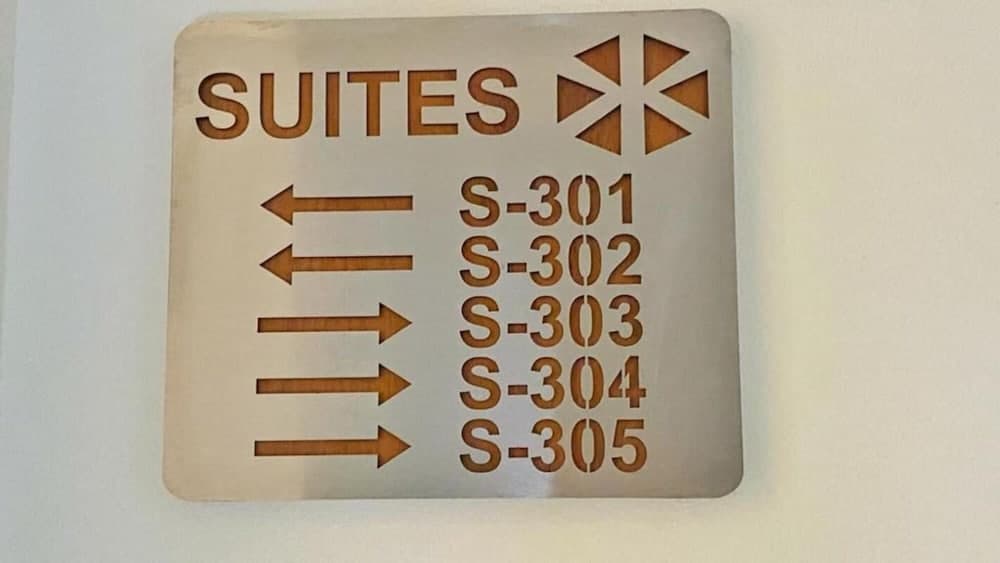 SUITES
← S-301
← S-302
→ S-303
→ S-304
→ S-305